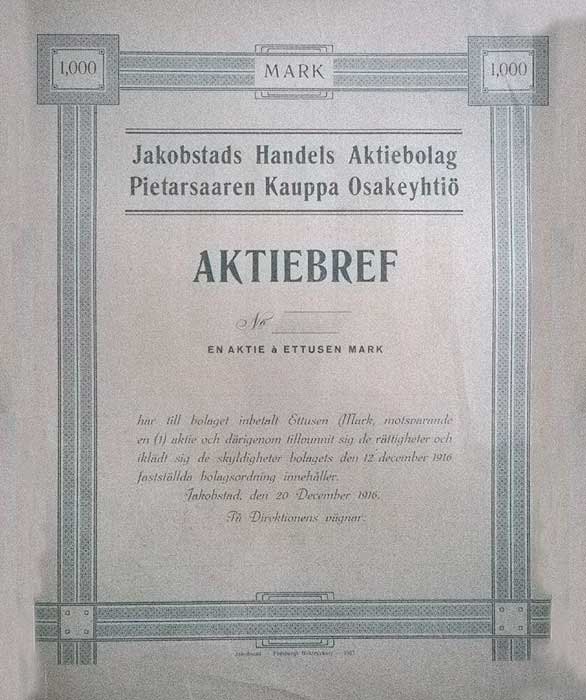 1,000 MARK 1,000
Jakobstads Handels Aktiebolag
Pietarsaaren Kauppa Osakeyhtiö
AKTIEBREF
No
EN AKTIE à ETTUSEN MARK
har till bolaget inbetalt Ettusen Mark, motsvarande
en (1) aktie och därigenom tillvunnit sig de rättigheter och
iklädt sig de skyldigheter bolagets den 12 december 1916
fastställda bolagsordning innehåller.
Jakobstad, den 20 December 1916.
På Direktionens vägnar:
Jakobstad